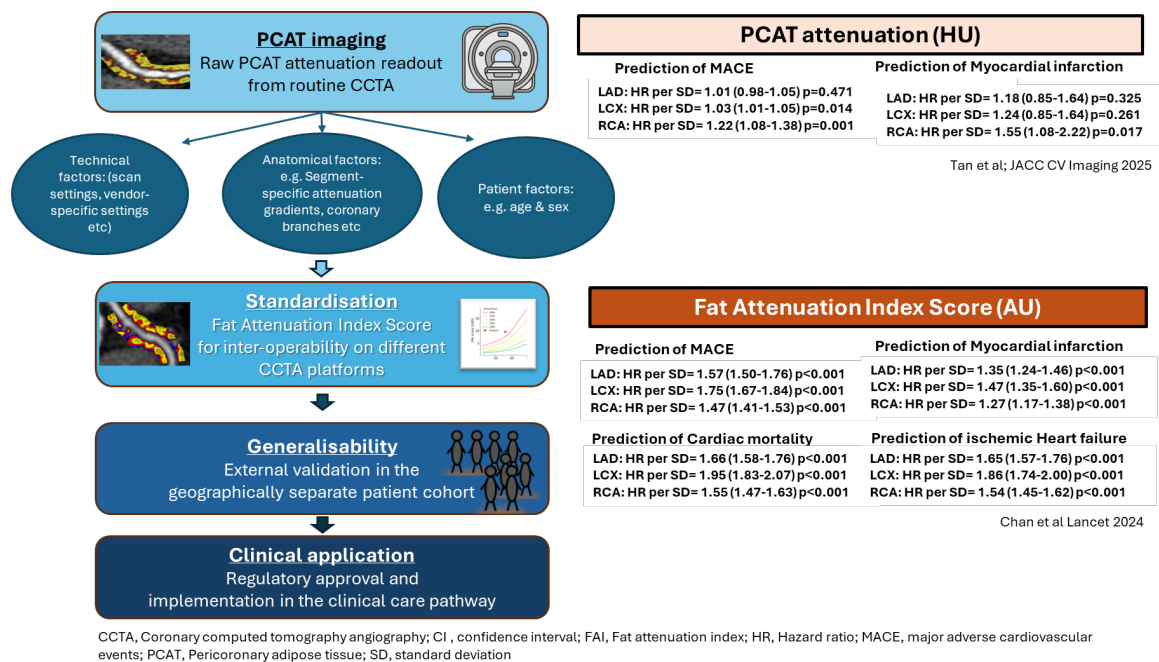 PCAT imaging
Raw PCAT attenuation readout
from routine CCTA
Technical
factors: (scan
settings, vendor-
specific settings
etc)
Anatomical factors:
e.g. Segment-
specific attenuation
gradients, coronary
branches etc
Patient factors:
e.g. age & sex
Standardisation
Fat Attenuation Index Score
for inter-operability on different
CCTA platforms
Generalisability
External validation in the
geographically separate patient cohort
Clinical application
Regulatory approval and
implementation in the clinical care pathway
PCAT attenuation (HU)
Prediction of MACE
LAD: HR per SD= 1.01 (0.98-1.05) p=0.471
LCX: HR per SD= 1.03 (1.01-1.05) p=0.014
RCA: HR per SD= 1.22 (1.08-1.38) p=0.001
Prediction of Myocardial infarction
LAD: HR per SD= 1.18 (0.85-1.64) p=0.325
LCX: HR per SD= 1.24 (0.85-1.64) p=0.261
RCA: HR per SD= 1.55 (1.08-2.22) p=0.017
Tan et al; JACC CV Imaging 2025
Fat Attenuation Index Score (AU)
Prediction of MACE
LAD: HR per SD= 1.57 (1.50-1.76) p<0.001
LCX: HR per SD= 1.75 (1.67-1.84) p<0.001
RCA: HR per SD= 1.47 (1.41-1.53) p<0.001
Prediction of Myocardial infarction
LAD: HR per SD= 1.35 (1.24-1.46) p<0.001
LCX: HR per SD= 1.47 (1.35-1.60) p<0.001
RCA: HR per SD= 1.27 (1.17-1.38) p<0.001
Prediction of Cardiac mortality
LAD: HR per SD= 1.66 (1.58-1.76) p<0.001
LCX: HR per SD= 1.95 (1.83-2.07) p<0.001
RCA: HR per SD= 1.55 (1.47-1.63) p<0.001
Prediction of ischemic Heart failure
LAD: HR per SD= 1.65 (1.57-1.76) p<0.001
LCX: HR per SD= 1.86 (1.74-2.00) p<0.001
RCA: HR per SD= 1.54 (1.45-1.62) p<0.001
Chan et al Lancet 2024
CCTA, Coronary computed tomography angiography; CI , confidence interval; FAI, Fat attenuation index; HR, Hazard ratio; MACE, major adverse cardiovascular
events; PCAT, Pericoronary adipose tissue; SD, standard deviation